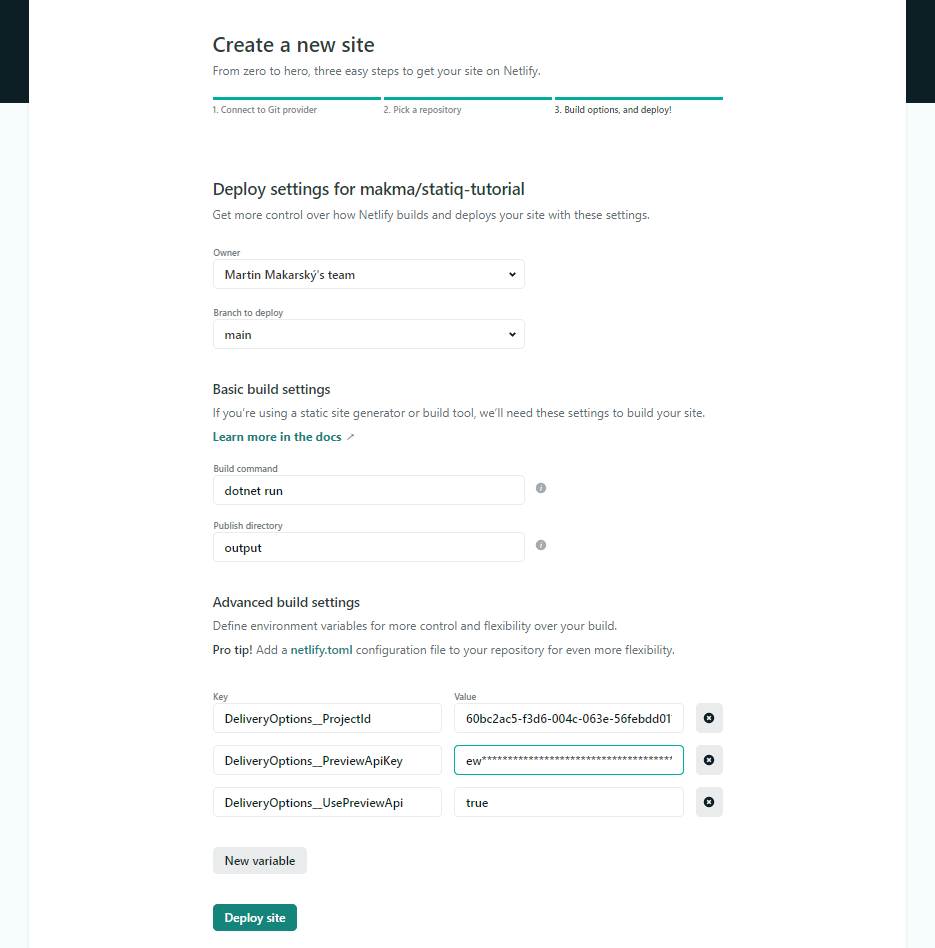 Create a new site
From zero to hero, three easy steps to get your site on Netlify.
1. Connect to Git provider
2. Pick a repository
3. Build options, and deploy!
Deploy settings for makma/statiq-tutorial
Get more control over how Netlify builds and deploys your site with these settings.
Owner
Martin Makarský's team
Branch to deploy
main
Basic build settings
If you’re using a static site generator or build tool, we’ll need these settings to build your site.
Learn more in the docs ↗
Build command
dotnet run
Publish directory
output
Advanced build settings
Define environment variables for more control and flexibility over your build.
Pro tip! Add a netlify.toml configuration file to your repository for even more flexibility.
Key Value
DeliveryOptions__ProjectId 60bc2ac5-f3d6-004c-063e-56febdd01
DeliveryOptions__PreviewApiKey ew*************************************
DeliveryOptions__UsePreviewApi true
New variable
Deploy site